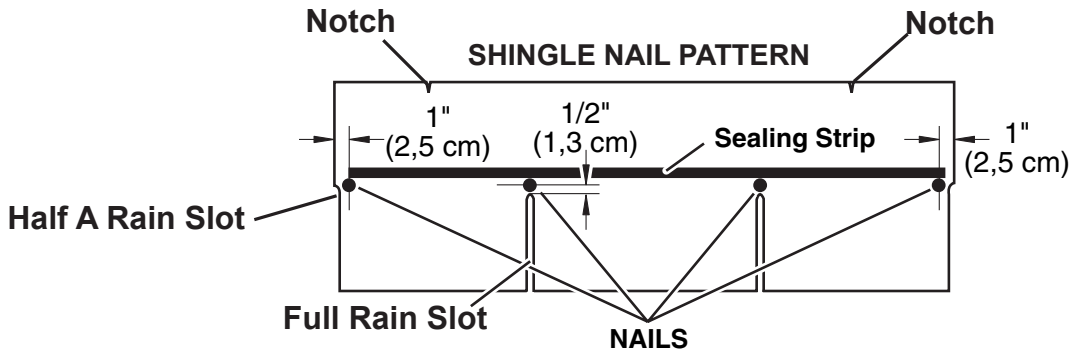 Notch
Notch
SHINGLE NAIL PATTERN
1"
(2,5 cm)
1/2"
(1,3 cm)
Sealing Strip
1"
(2,5 cm)
Half A Rain Slot
Full Rain Slot
NAILS